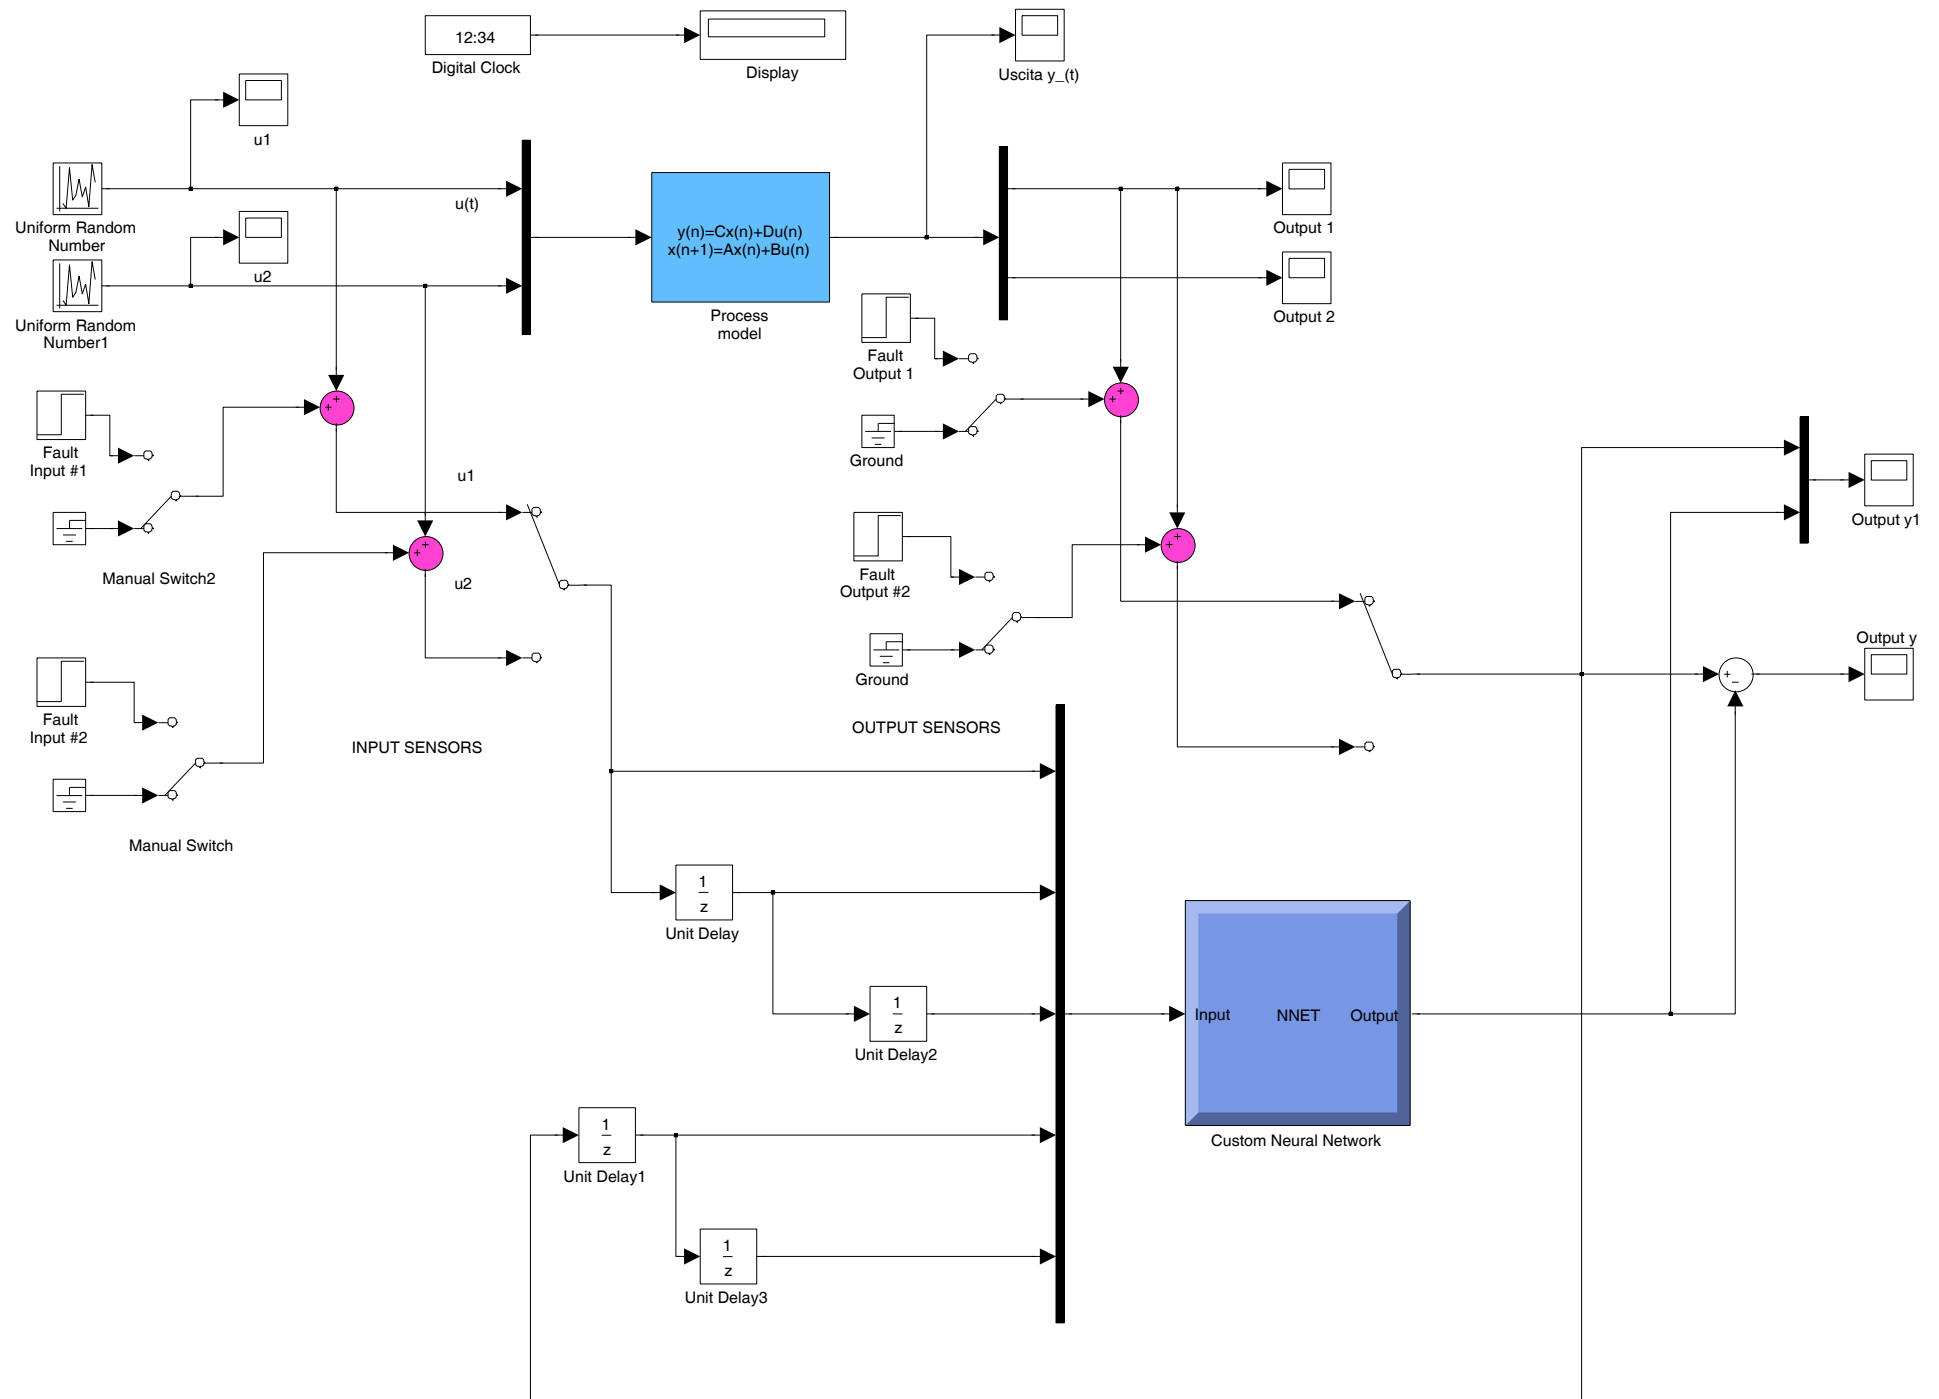 12:34
Digital Clock
Display
Uscita y_(t)
u1
Uniform Random
Number
u(t)
u2
Uniform Random
Number1
y(n)=Cx(n)+Du(n)
x(n+1)=Ax(n)+Bu(n)
Process
model
Output 1
Output 2
Fault
Output 1
Ground
+
+
Fault
Input #1
+
+
Manual Switch2
u1
+
+
u2
Fault
Output #2
Ground
+
+
Output y1
Output y
+
−
Fault
Input #2
Manual Switch
INPUT SENSORS
OUTPUT SENSORS
1
z
Unit Delay
1
z
Unit Delay2
Input NNET Output
Custom Neural Network
1
z
Unit Delay1
1
z
Unit Delay3